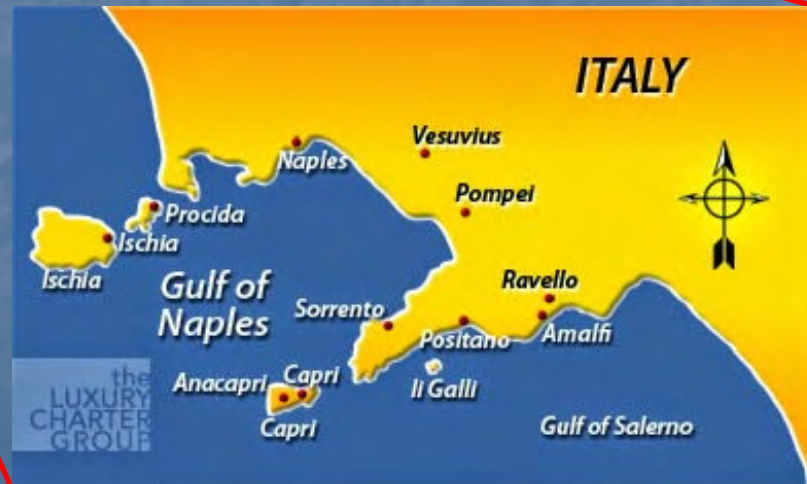 ITALY
Vesuvius
Naples
Pompei
Procida
Ischia
Ischia
Gulf of
Naples
Ravello
Sorrento
Positano
Amalfi
li Galli
Anacapri
Capri
Capri
Gulf of Salerno
the
LUXURY
CHARTER
GROUP